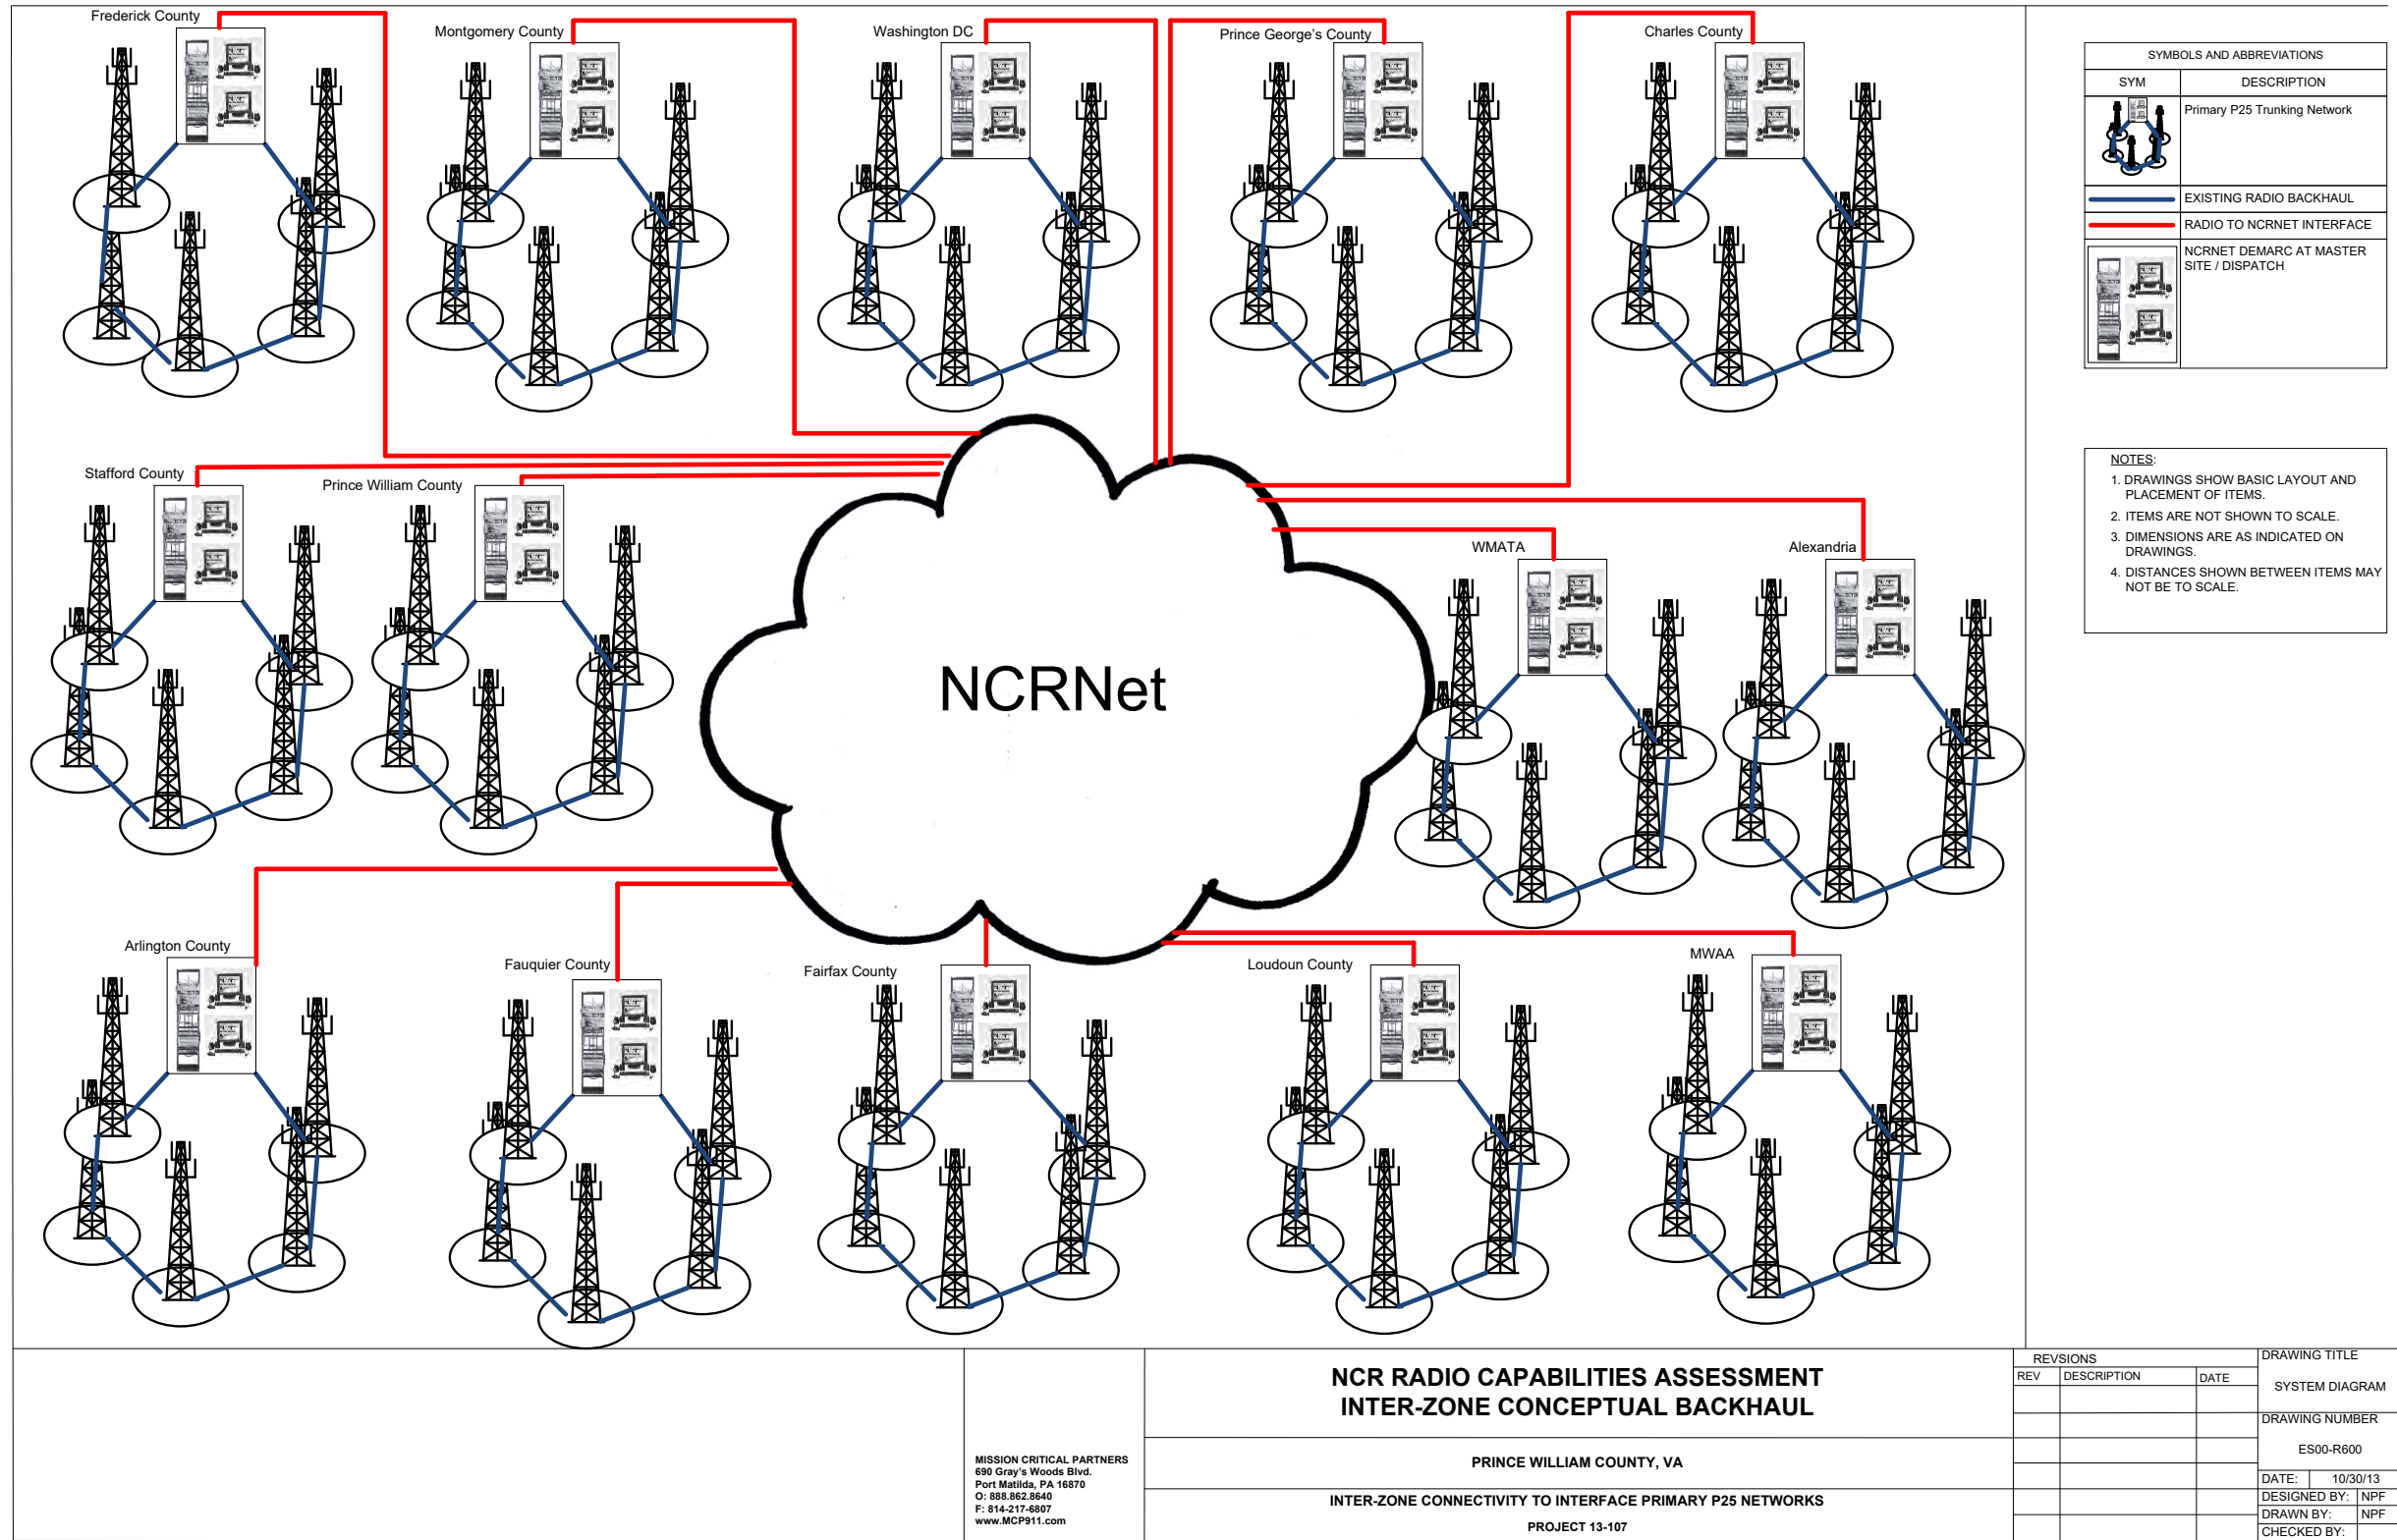 Frederick County
Montgomery County
Washington DC
Prince George's County
Charles County
Stafford County
Prince William County
WMATA
Alexandria
NCRNet
Arlington County
Fauquier County
Fairfax County
Loudoun County
MWAA
SYMBOLS AND ABBREVIATIONS
SYM DESCRIPTION
Primary P25 Trunking Network
EXISTING RADIO BACKHAUL
RADIO TO NCRNET INTERFACE
NCRNET DEMARC AT MASTER
SITE / DISPATCH
NOTES:
1. DRAWINGS SHOW BASIC LAYOUT AND
PLACEMENT OF ITEMS.
2. ITEMS ARE NOT SHOWN TO SCALE.
3. DIMENSIONS ARE AS INDICATED ON
DRAWINGS.
4. DISTANCES SHOWN BETWEEN ITEMS MAY
NOT BE TO SCALE.
MISSION CRITICAL PARTNERS
690 Gray's Woods Blvd.
Port Matilda, PA 16870
O: 888.862.8640
F: 814-217-6807
www.MCP911.com
NCR RADIO CAPABILITIES ASSESSMENT
INTER-ZONE CONCEPTUAL BACKHAUL
PRINCE WILLIAM COUNTY, VA
INTER-ZONE CONNECTIVITY TO INTERFACE PRIMARY P25 NETWORKS
PROJECT 13-107
REVSIONS
REV DESCRIPTION DATE
DRAWING TITLE
SYSTEM DIAGRAM
DRAWING NUMBER
ES00-R600
DATE: 10/30/13
DESIGNED BY: NPF
DRAWN BY: NPF
CHECKED BY: